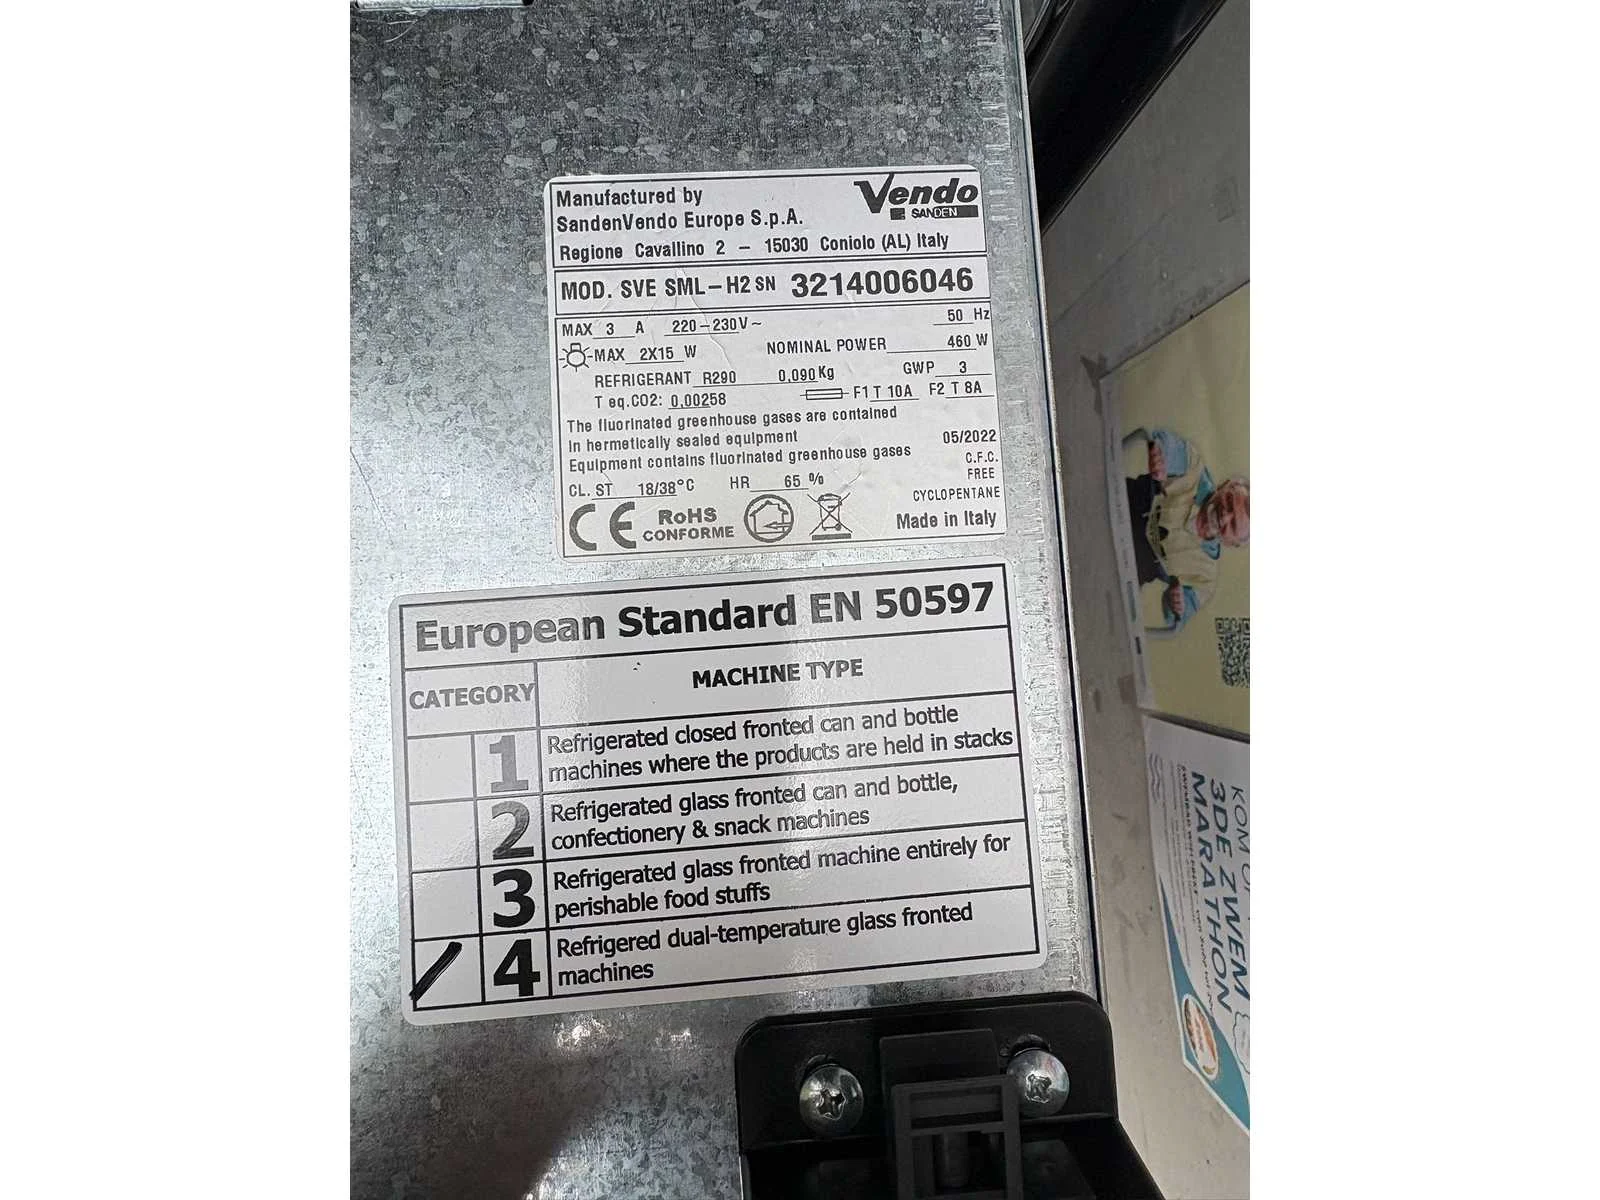 Manufactured by
SandenVendo Europe S.p.A.
Regione Cavallino 2 - 15030 Coniolo (AL) Italy
Vendo
SANDEN
MOD. SVE SML-H2 SN 3214006046
MAX 3 A 220-230V~ 50 Hz
MAX 2X15 W NOMINAL POWER 460 W
REFRIGERANT R290 0,090 Kg GWP 3
T eq.CO2: 0,00258 F1 T 10A F2 T 8A
The fluorinated greenhouse gases are contained
in hermetically sealed equipment 05/2022
Equipment contains fluorinated greenhouse gases C.F.C.
FREE
CL. ST 18/38°C HR 65 %
CYCLOPENTANE
CE RoHS
CONFORME
Made in Italy
European Standard EN 50597
CATEGORY MACHINE TYPE
1 Refrigerated closed fronted can and bottle
machines where the products are held in stacks
2 Refrigerated glass fronted can and bottle,
confectionery & snack machines
3 Refrigerated glass fronted machine entirely for
perishable food stuffs
4 Refrigered dual-temperature glass fronted
machines
KOM
3DE ZWEM
MARATHON